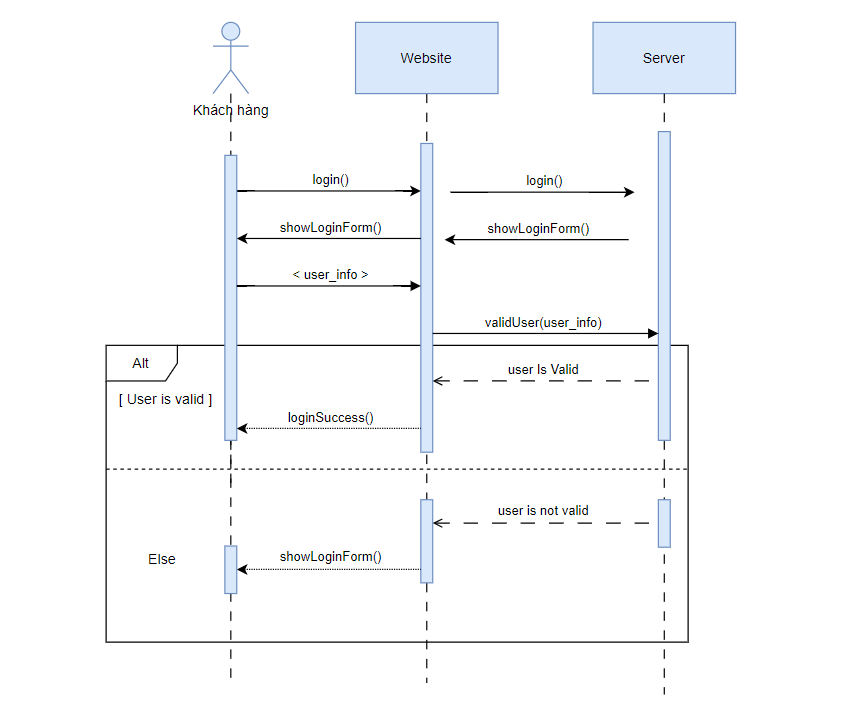 Website
Server
Khách hàng
login()
login()
showLoginForm()
showLoginForm()
< user_info >
validUser(user_info)
Alt
user Is Valid
[ User is valid ]
loginSuccess()
user is not valid
Else
showLoginForm()